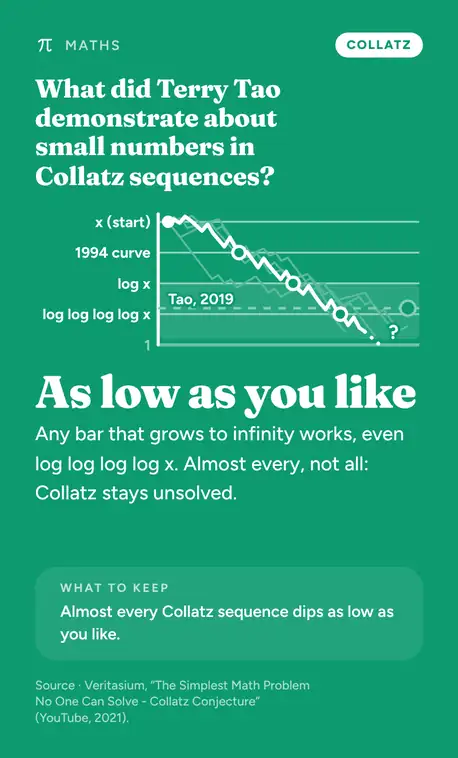 π MATHS
COLLATZ
What did Terry Tao
demonstrate about
small numbers in
Collatz sequences?
x (start)
1994 curve
log x
Tao, 2019
log log log log x
?
1
As low as you like
Any bar that grows to infinity works, even
log log log log x. Almost every, not all:
Collatz stays unsolved.
WHAT TO KEEP
Almost every Collatz sequence dips as low as
you like.
Source · Veritasium, “The Simplest Math Problem
No One Can Solve - Collatz Conjecture”
(YouTube, 2021).